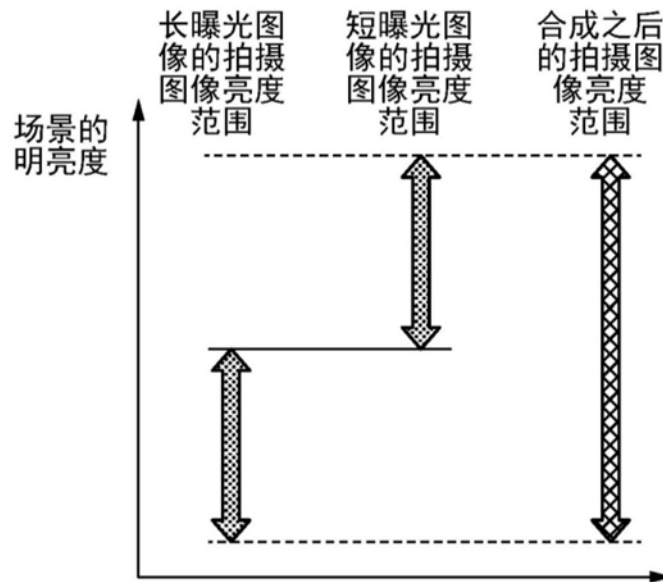 长曝光图
像的拍摄
图像亮度
范围
短曝光图
像的拍摄
图像亮度
范围
合成之后
的拍摄图
像亮度
范围
场景的
明亮度